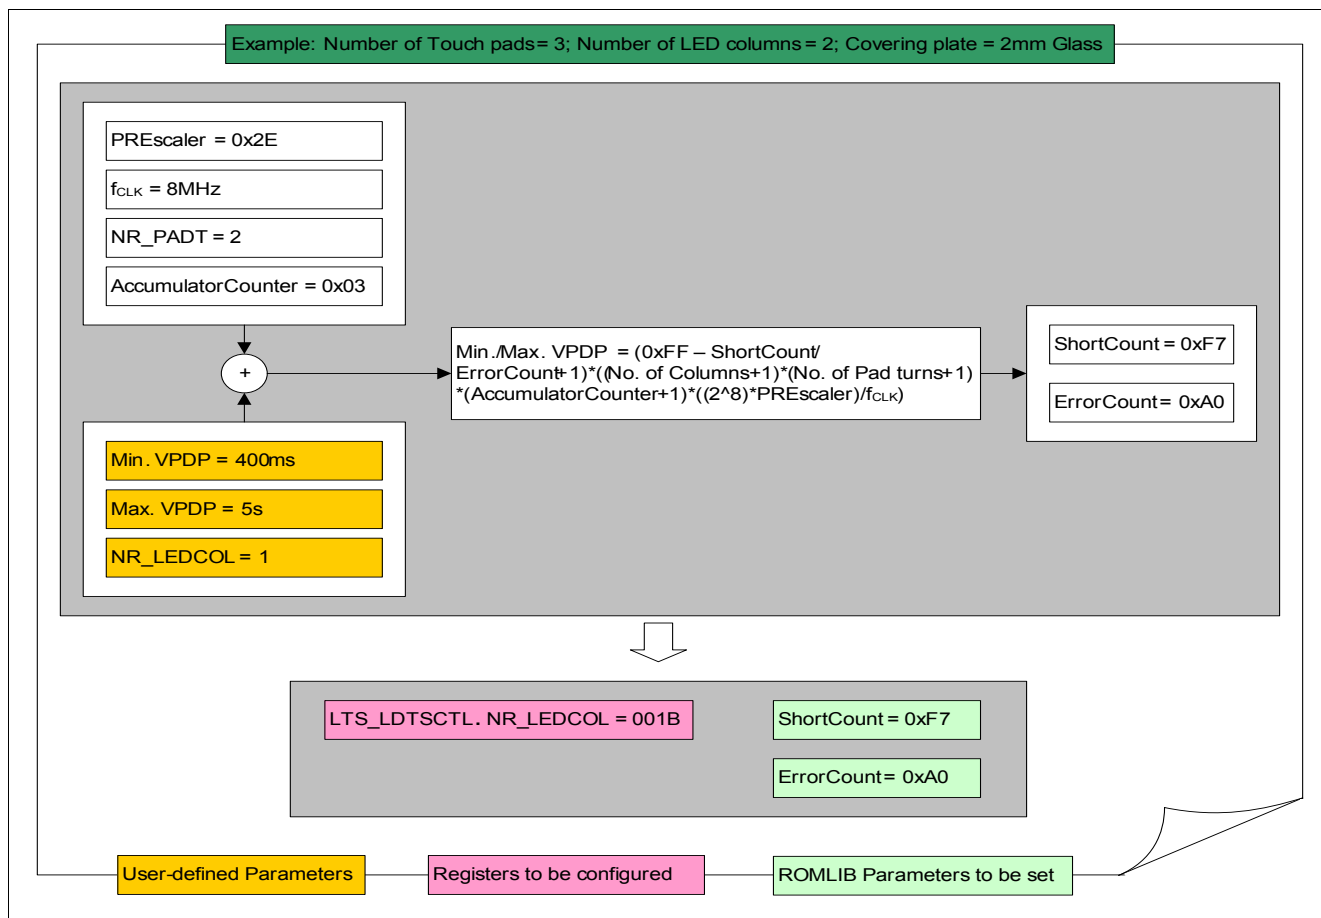 Example: Number of Touch pads = 3; Number of LED columns = 2; Covering plate = 2mm Glass
PREscaler = 0x2E
fCLK = 8MHz
NR_PADT = 2
AccumulatorCounter = 0x03
+
Min./Max. VPDP = (0xFF – ShortCount/
ErrorCount+1)*((No. of Columns+1)*(No. of Pad turns+1)
*(AccumulatorCounter+1)*((2^8)*PREscaler)/fCLK)
ShortCount = 0xF7
ErrorCount = 0xA0
Min. VPDP = 400ms
Max. VPDP = 5s
NR_LEDCOL = 1
LTS_LDTSCTL. NR_LEDCOL = 001B
ShortCount = 0xF7
ErrorCount = 0xA0
User-defined Parameters
Registers to be configured
ROMLIB Parameters to be set